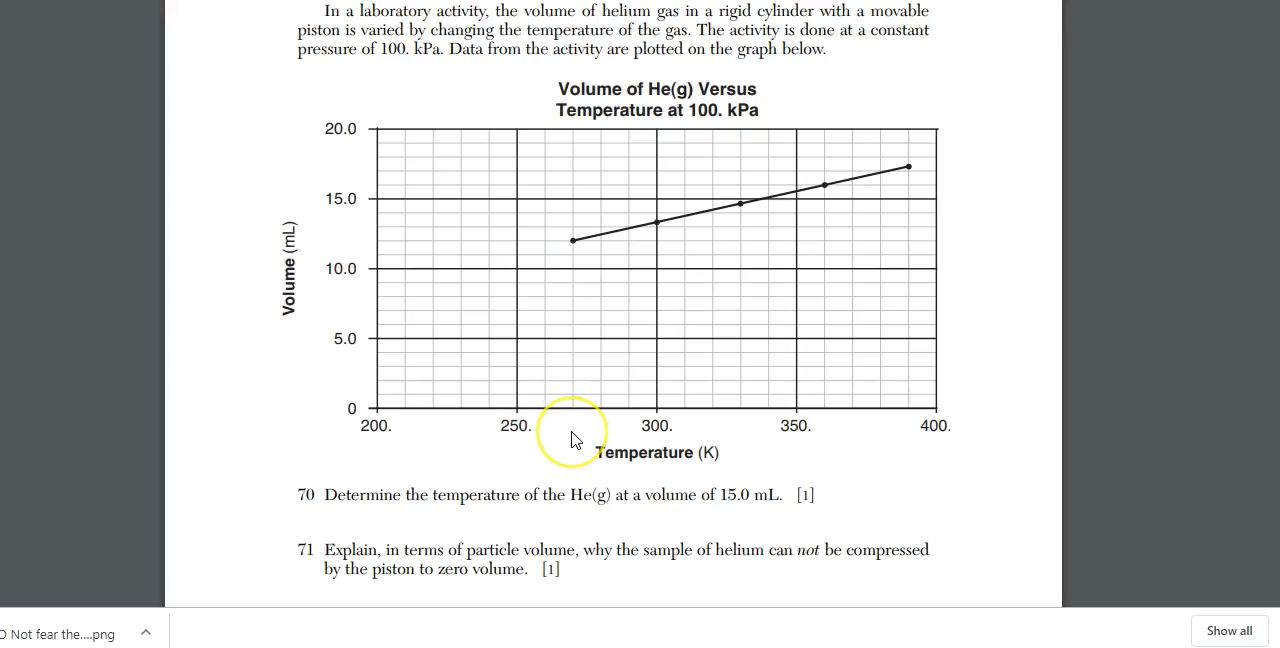 In a laboratory activity, the volume of helium gas in a rigid cylinder with a movable
piston is varied by changing the temperature of the gas. The activity is done at a constant
pressure of 100. kPa. Data from the activity are plotted on the graph below.
Volume of He(g) Versus
Temperature at 100. kPa
20.0
15.0
10.0
5.0
0
Volume (mL)
200.
250.
300.
350.
400.
Temperature (K)
70 Determine the temperature of the He(g) at a volume of 15.0 mL. [1]
71 Explain, in terms of particle volume, why the sample of helium can not be compressed
by the piston to zero volume. [1]
O Not fear the....png
Show all